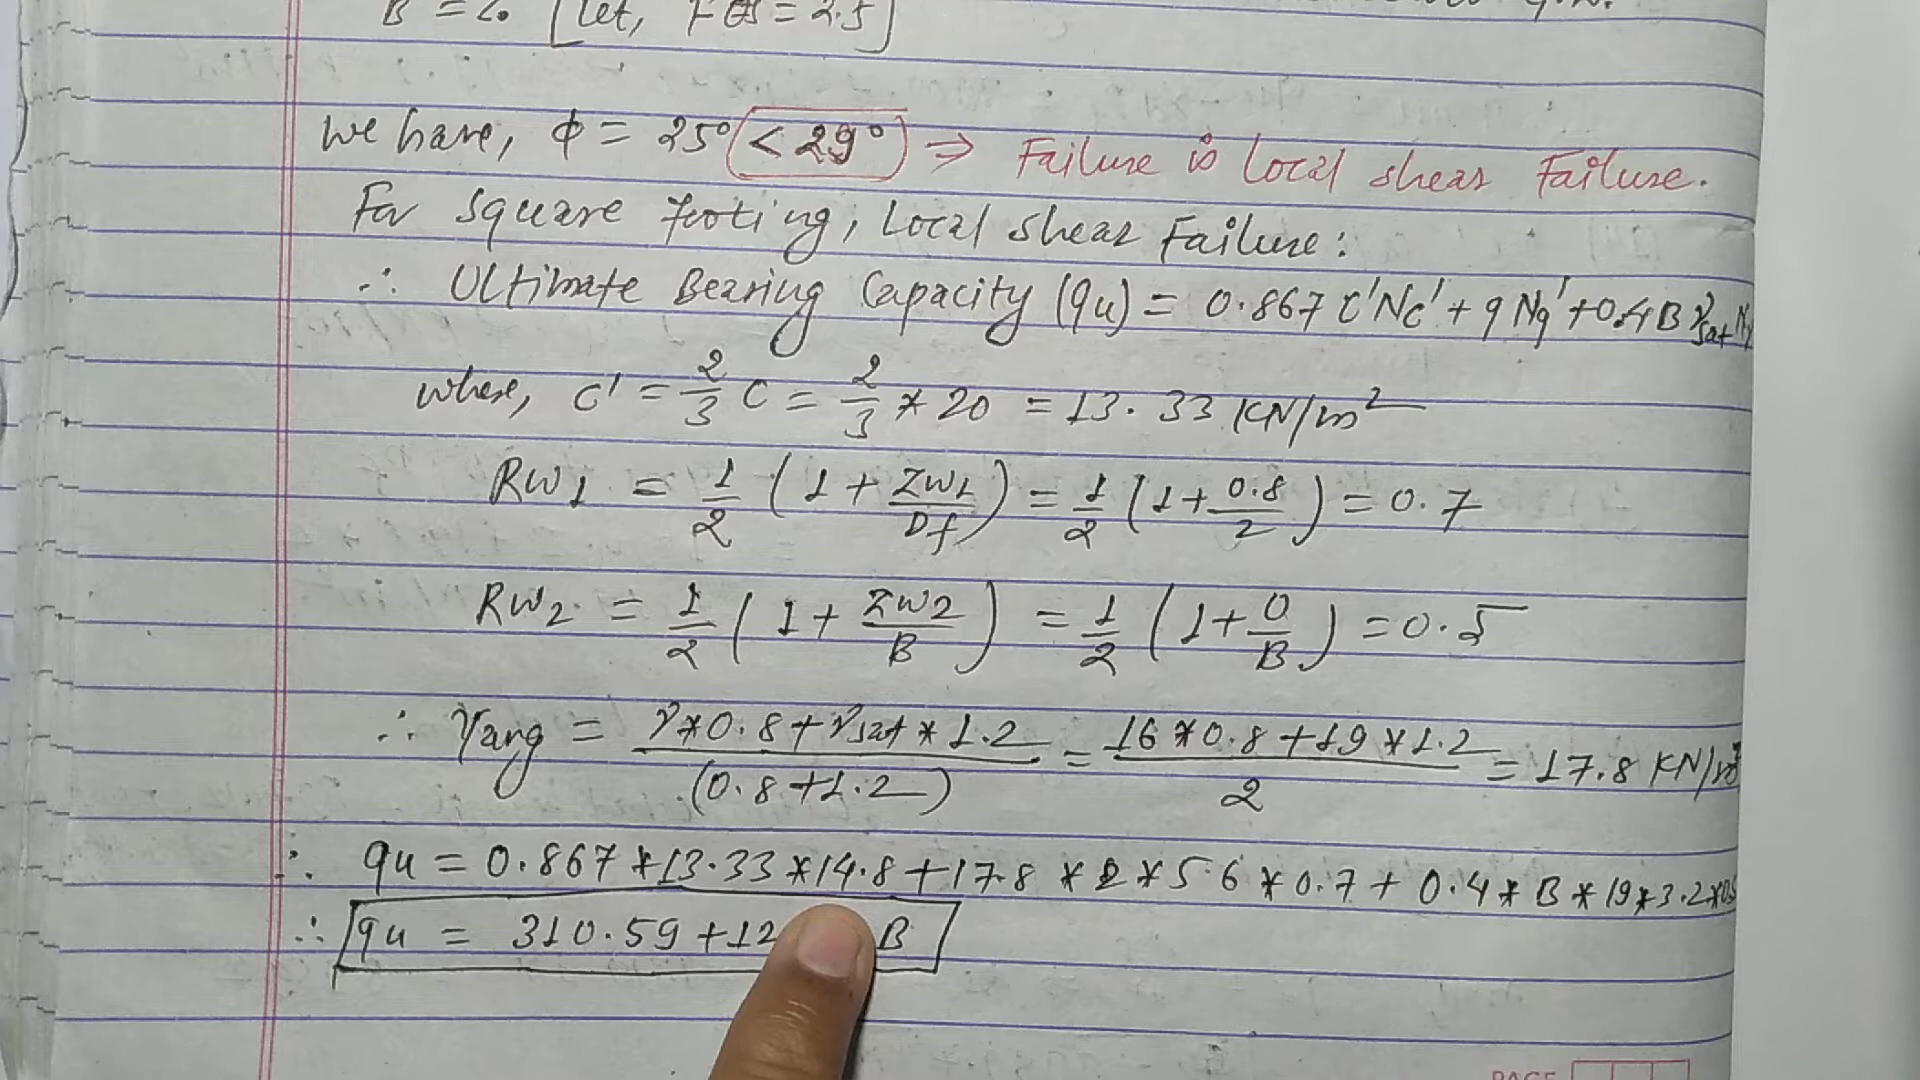 B = ? [Let, FOS = 2.5]
We have, ϕ = 25° < 29° ⇒ Failure is Local shear Failure.
For square footing, Local shear Failure:
∴ Ultimate Bearing Capacity (qu) = 0.867 C'Nc' + q Nq' + 0.4 B γsat Nγ
where, C' = 2/3 C = 2/3 * 20 = 13.33 KN/m²
RW1 = 1/2 (1 + ZW1/Df) = 1/2 (1 + 0.8/2) = 0.7
RW2 = 1/2 (1 + ZW2/B) = 1/2 (1 + 0/B) = 0.5
∴ γavg = γ*0.8 + γsat*1.2/(0.8+1.2) = 16*0.8+19*1.2/2 = 17.8 KN/m³
∴ qu = 0.867*13.33*14.8+17.8*2*5.6*0.7+0.4*B*19*3.2*0.5
∴ qu = 310.59+12 B
PAGE